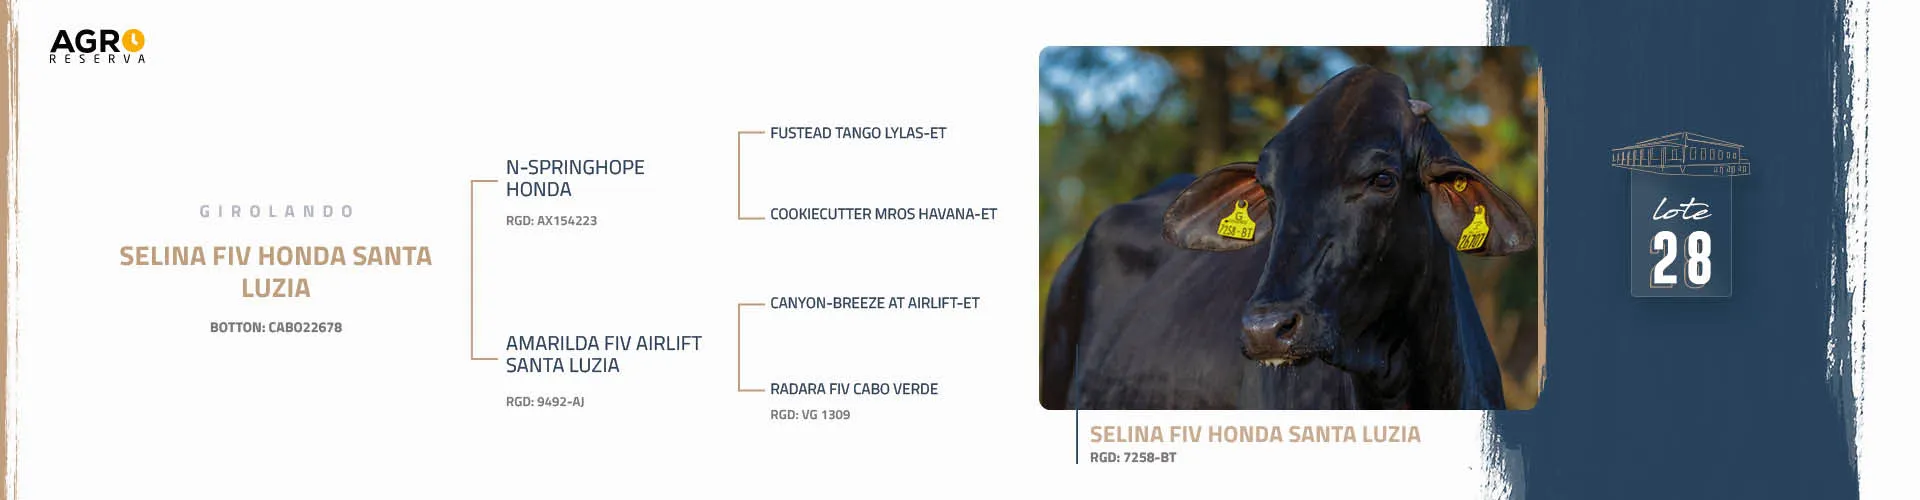 AGRO
RESERVA
GIROLANDO
SELINA FIV HONDA SANTA
LUZIA
BOTTON: CABO22678
N-SPRINGHOPE
HONDA
RGD: AX154223
AMARILDA FIV AIRLIFT
SANTA LUZIA
RGD: 9492-AJ
FUSTEAD TANGO LYLAS-ET
COOKIECUTTER MROS HAVANA-ET
CANYON-BREEZE AT AIRLIFT-ET
RADARA FIV CABO VERDE
RGD: VG 1309
G
7258-BT
26707
SELINA FIV HONDA SANTA LUZIA
RGD: 7258-BT
lote
28